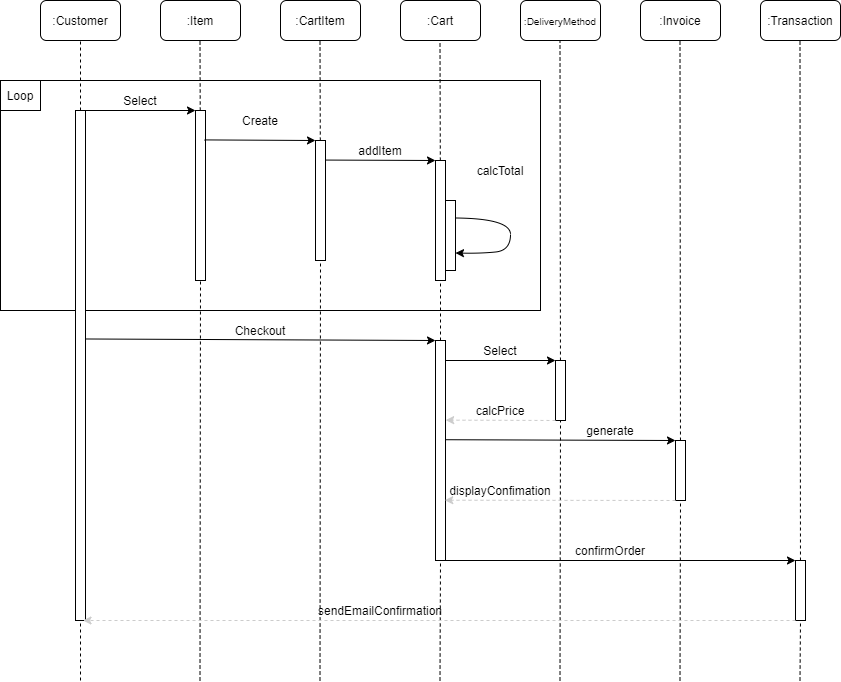 :Customer
:Item
:CartItem
:Cart
:DeliveryMethod
:Invoice
:Transaction
Loop
Select
Create
addItem
calcTotal
Checkout
Select
calcPrice
generate
displayConfimation
confirmOrder
sendEmailConfirmation